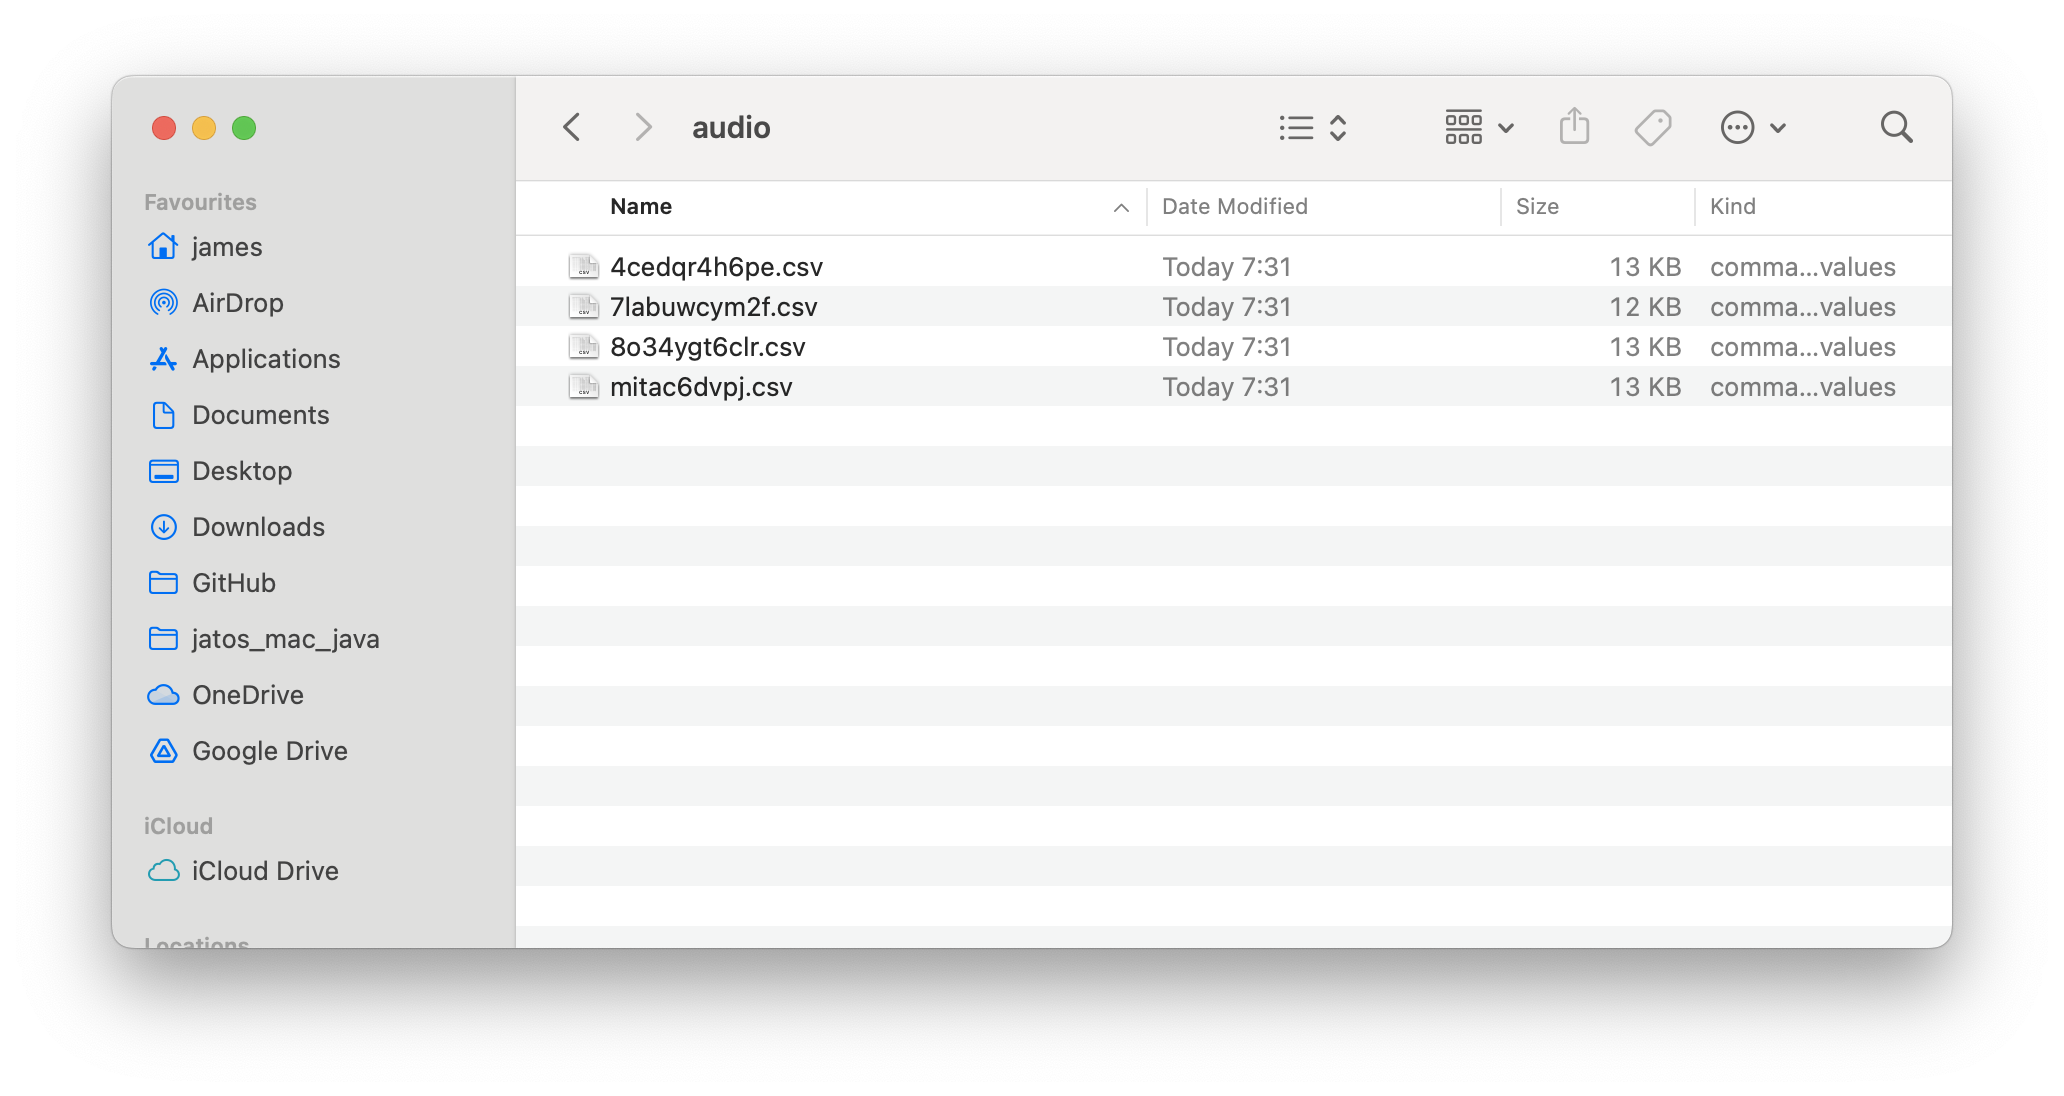 audio
Favourites
james
AirDrop
Applications
Documents
Desktop
Downloads
GitHub
jatos_mac_java
OneDrive
Google Drive
iCloud
iCloud Drive
Locations
Name Date Modified Size Kind
4cedqr4h6pe.csv Today 7:31 13 KB comma...values
7labuwcym2f.csv Today 7:31 12 KB comma...values
8o34ygt6clr.csv Today 7:31 13 KB comma...values
mitac6dvpj.csv Today 7:31 13 KB comma...values